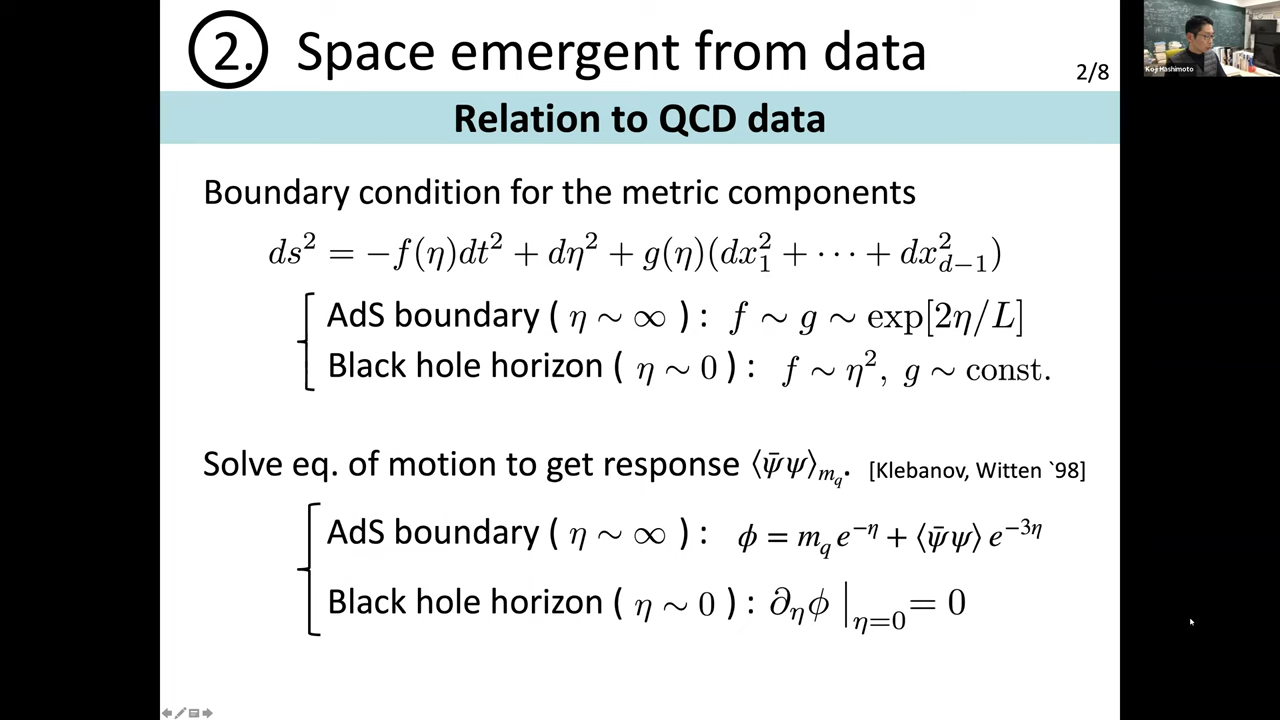 2. Space emergent from data
2/8
Koji Hashimoto
Relation to QCD data
Boundary condition for the metric components
ds² = −f(η)dt² + dη² + g(η)(dx₁² + ⋯ + dx²_{d−1})
AdS boundary ( η ∼ ∞ ) : f ∼ g ∼ exp[2η/L]
Black hole horizon ( η ∼ 0 ) : f ∼ η², g ∼ const.
Solve eq. of motion to get response ⟨ψ̄ψ⟩_{m_q}. [Klebanov, Witten `98]
AdS boundary ( η ∼ ∞ ) : ϕ = m_q e^{−η} + ⟨ψ̄ψ⟩ e^{−3η}
Black hole horizon ( η ∼ 0 ) : ∂_η ϕ |_{η=0} = 0